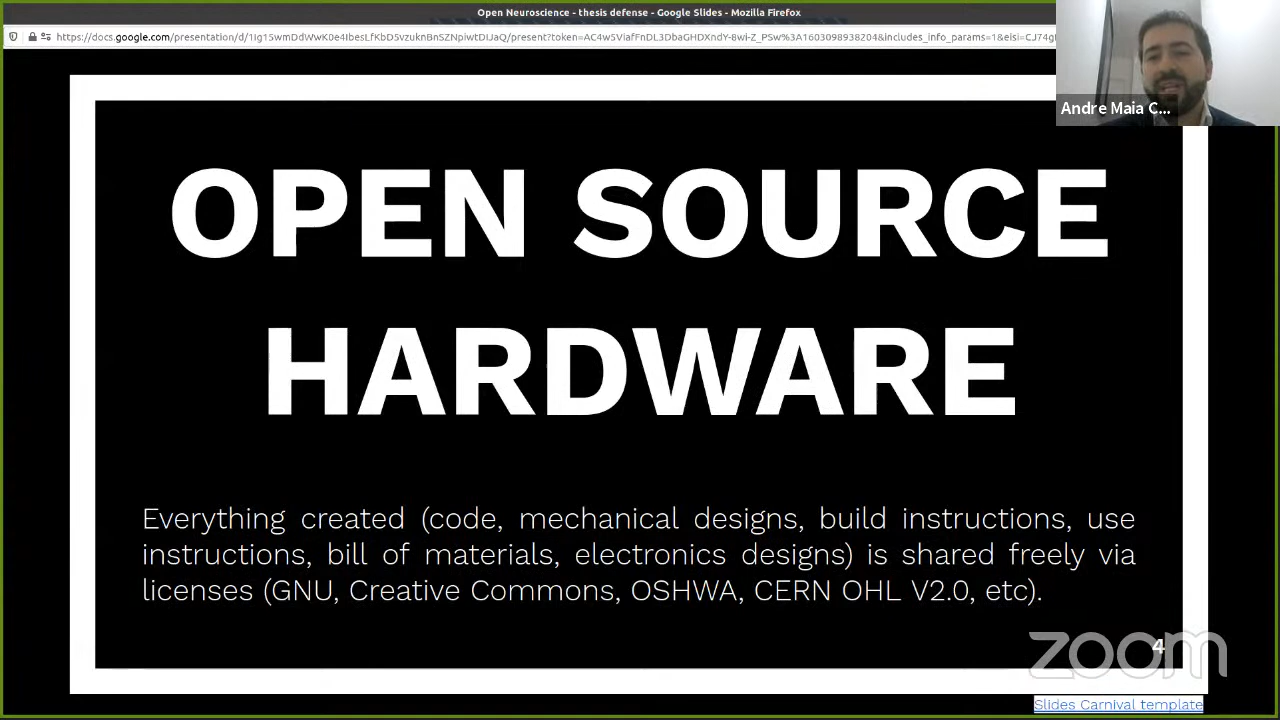 Open Neuroscience - thesis defense - Google Slides - Mozilla Firefox
Andre Maia C...
OPEN SOURCE
HARDWARE
Everything created (code, mechanical designs, build instructions, use
instructions, bill of materials, electronics designs) is shared freely via
licenses (GNU, Creative Commons, OSHWA, CERN OHL V2.0, etc).
4
zoom
Slides Carnival template